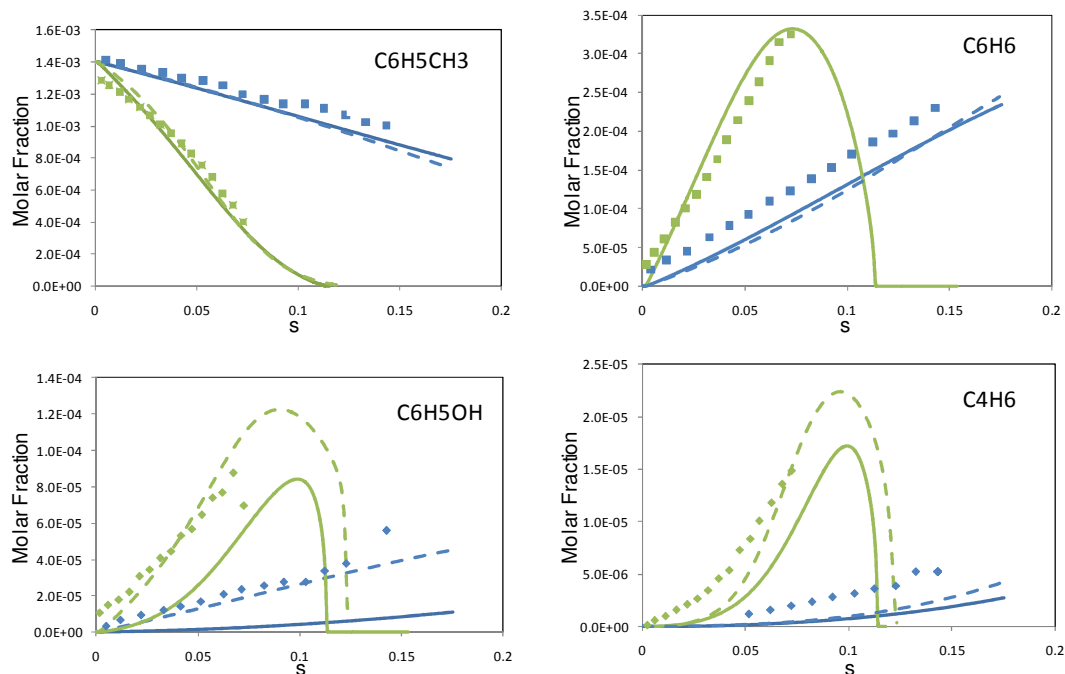 C6H5CH3
Molar Fraction
1.6E-03
1.4E-03
1.2E-03
1.0E-03
8.0E-04
6.0E-04
4.0E-04
2.0E-04
0.0E+00
0 0.05 0.1 0.15 0.2
s
C6H6
Molar Fraction
3.5E-04
3.0E-04
2.5E-04
2.0E-04
1.5E-04
1.0E-04
5.0E-05
0.0E+00
0 0.05 0.1 0.15 0.2
s
C6H5OH
Molar Fraction
1.4E-04
1.2E-04
1.0E-04
8.0E-05
6.0E-05
4.0E-05
2.0E-05
0.0E+00
0 0.05 0.1 0.15 0.2
s
C4H6
Molar Fraction
2.5E-05
2.0E-05
1.5E-05
1.0E-05
5.0E-06
0.0E+00
0 0.05 0.1 0.15 0.2
s